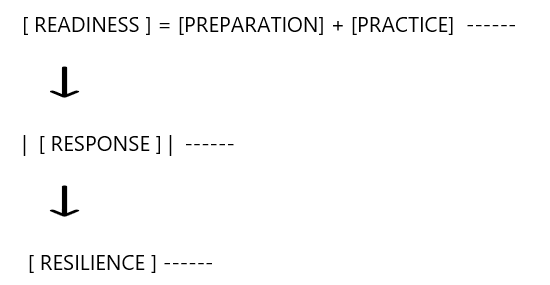 [ READINESS ] = [PREPARATION] + [PRACTICE] ------
| [ RESPONSE ] | ------
[ RESILIENCE ] ------